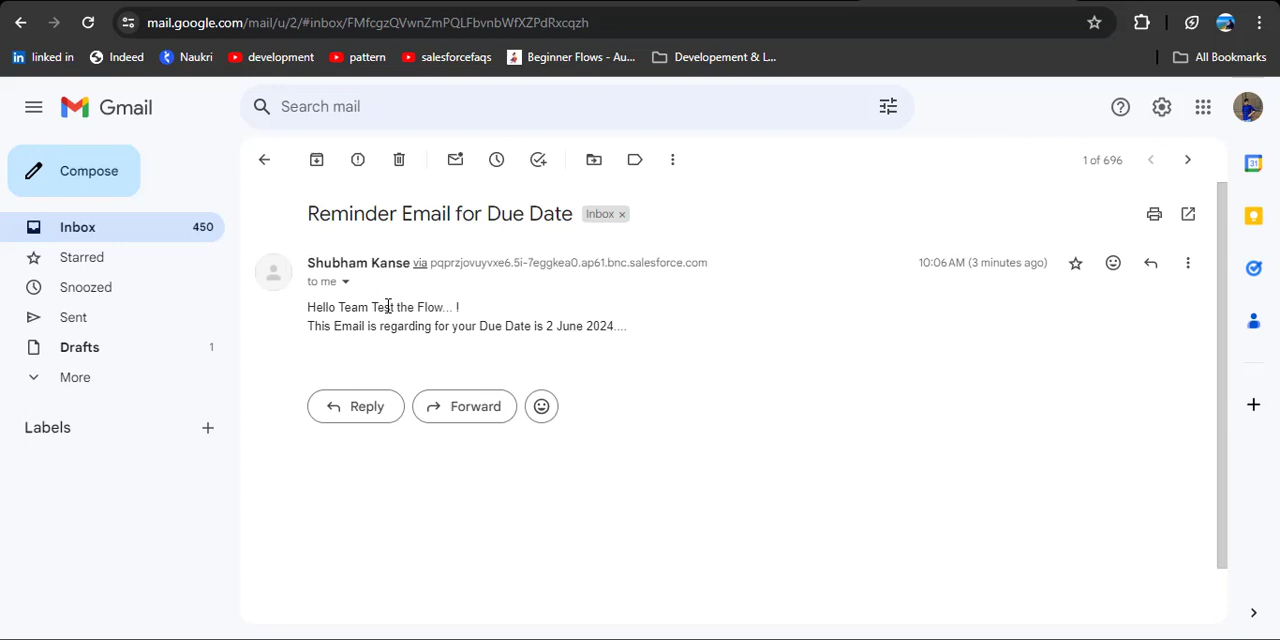 mail.google.com/mail/u/2/#inbox/FMfcgzQVwnZmPQLFbvnbWfXZPdRxcqzh
linked in
Indeed
Naukri
development
pattern
salesforcefaqs
Beginner Flows - Au...
Developement & L...
All Bookmarks
Gmail
Search mail
Compose
1 of 696
Reminder Email for Due Date
Inbox ×
Inbox 450
Starred
Snoozed
Sent
Drafts 1
More
Labels
Shubham Kanse via pqprzjovuyvxe6.5i-7eggkea0.ap61.bnc.salesforce.com
10:06 AM (3 minutes ago)
to me
Hello Team Test the Flow... !
This Email is regarding for your Due Date is 2 June 2024....
Reply
Forward
31